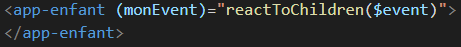 <app-enfant (monEvent)="reactToChildren($event)">
</app-enfant>